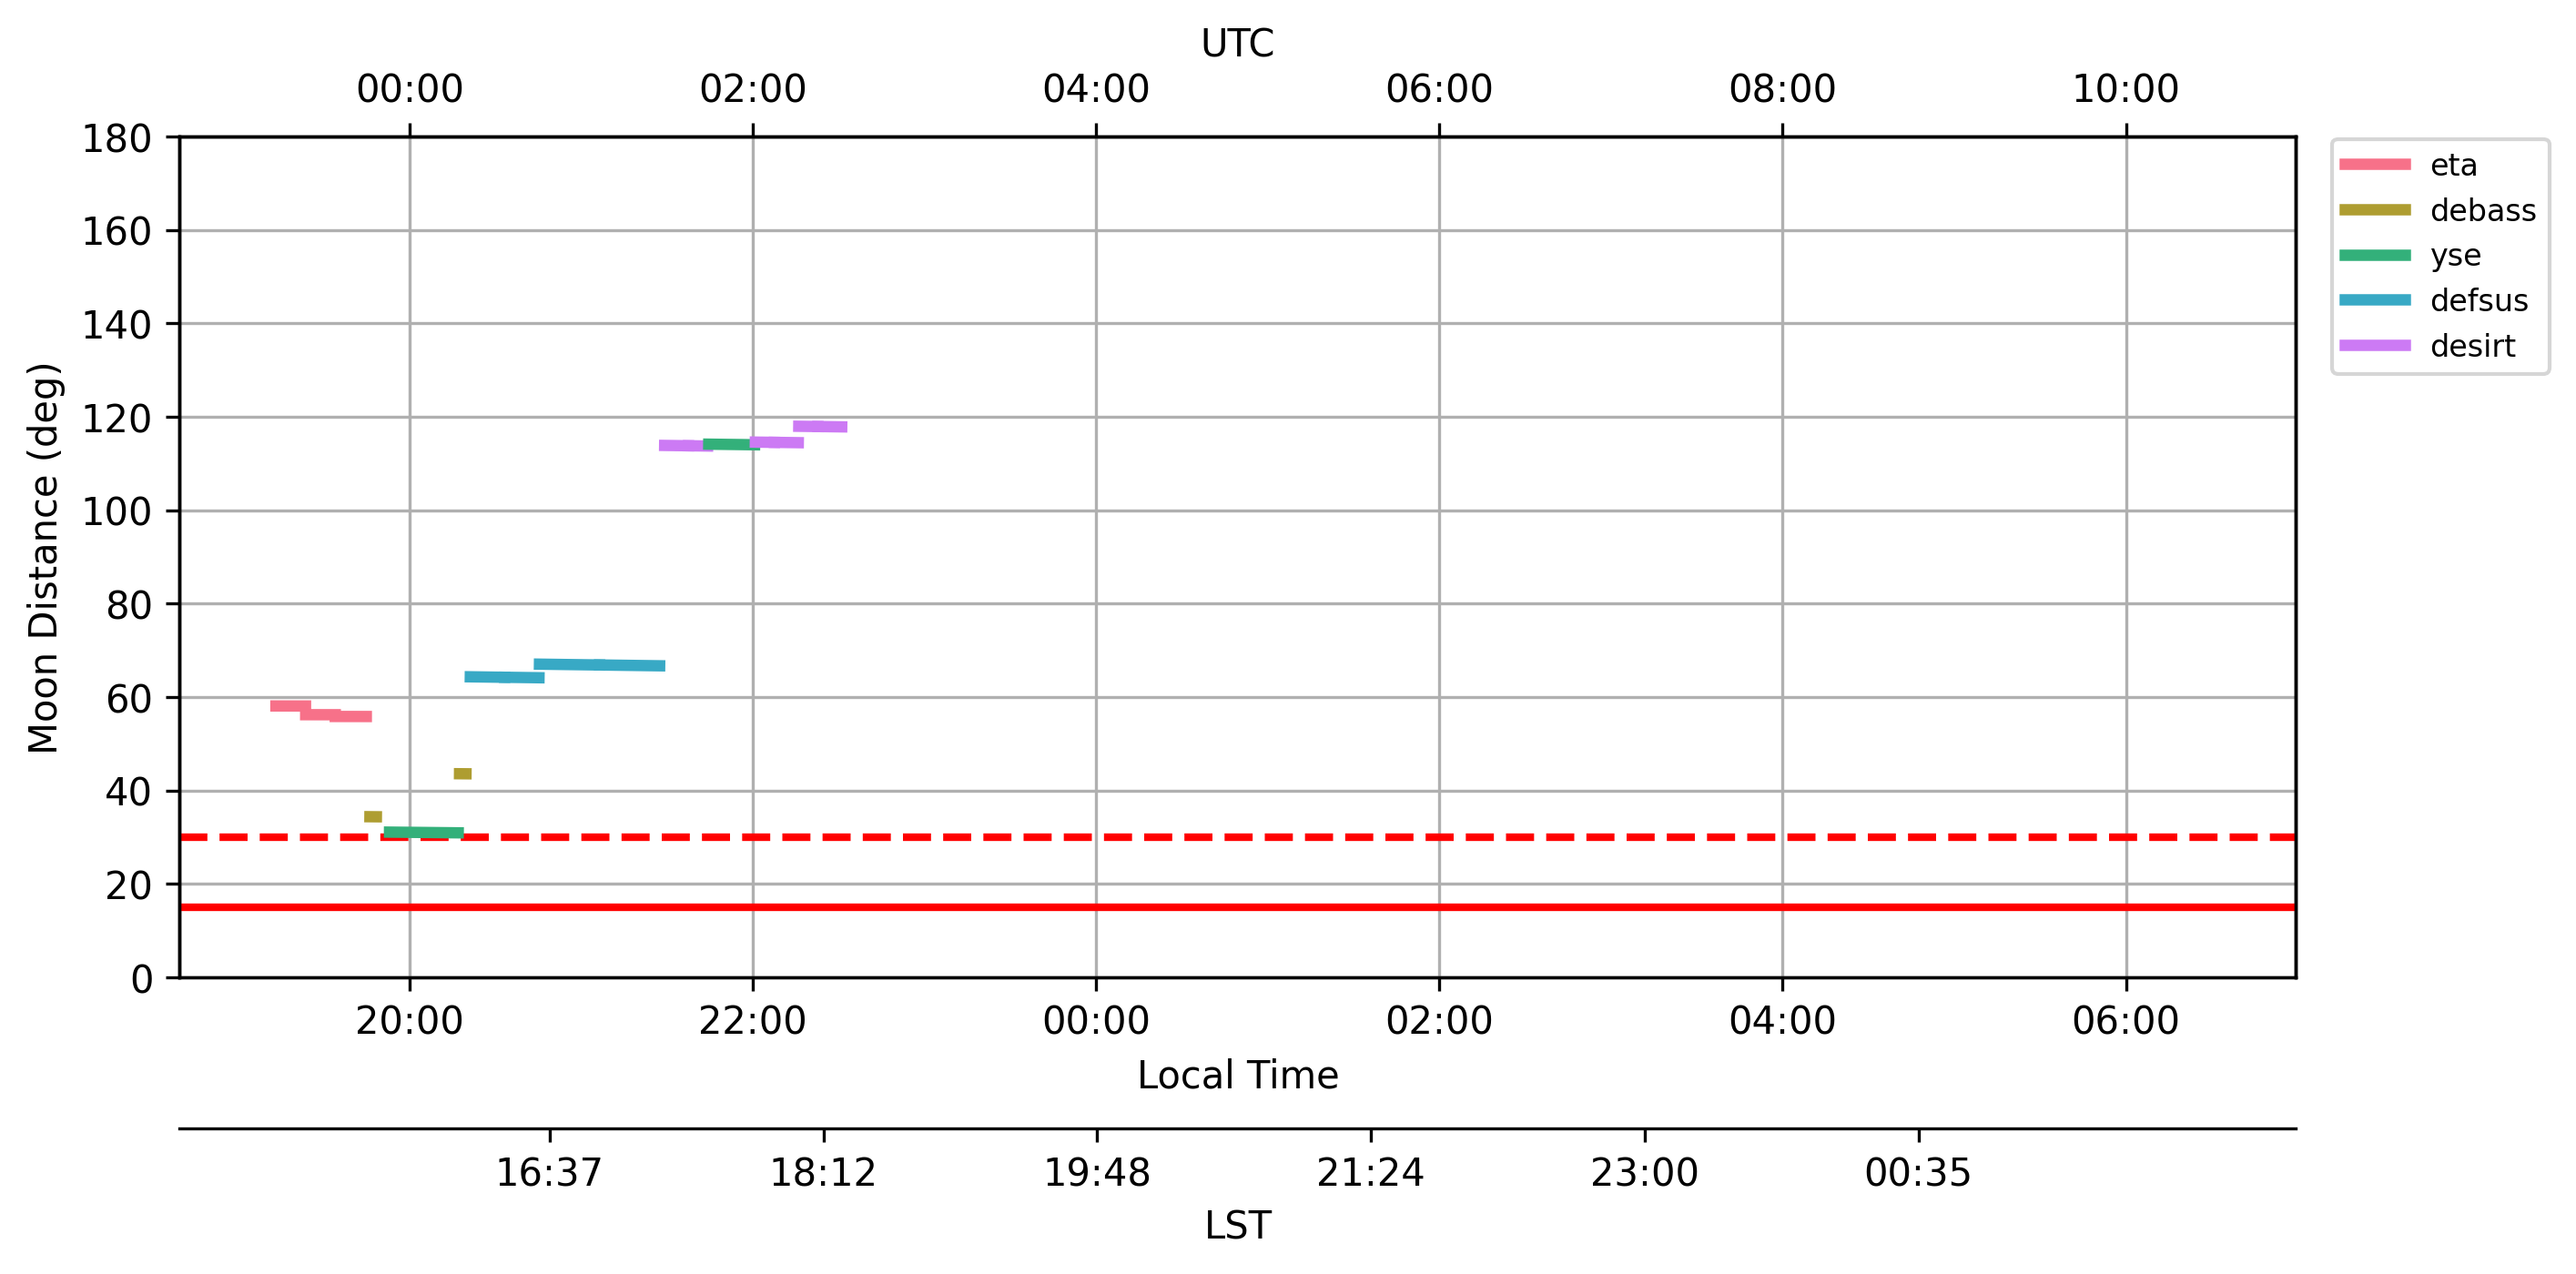 UTC
00:00 02:00 04:00 06:00 08:00 10:00
180
160
140
120
100
80
60
40
20
0
Moon Distance (deg)
eta
debass
yse
defsus
desirt
20:00 22:00 00:00 02:00 04:00 06:00
Local Time
16:37 18:12 19:48 21:24 23:00 00:35
LST